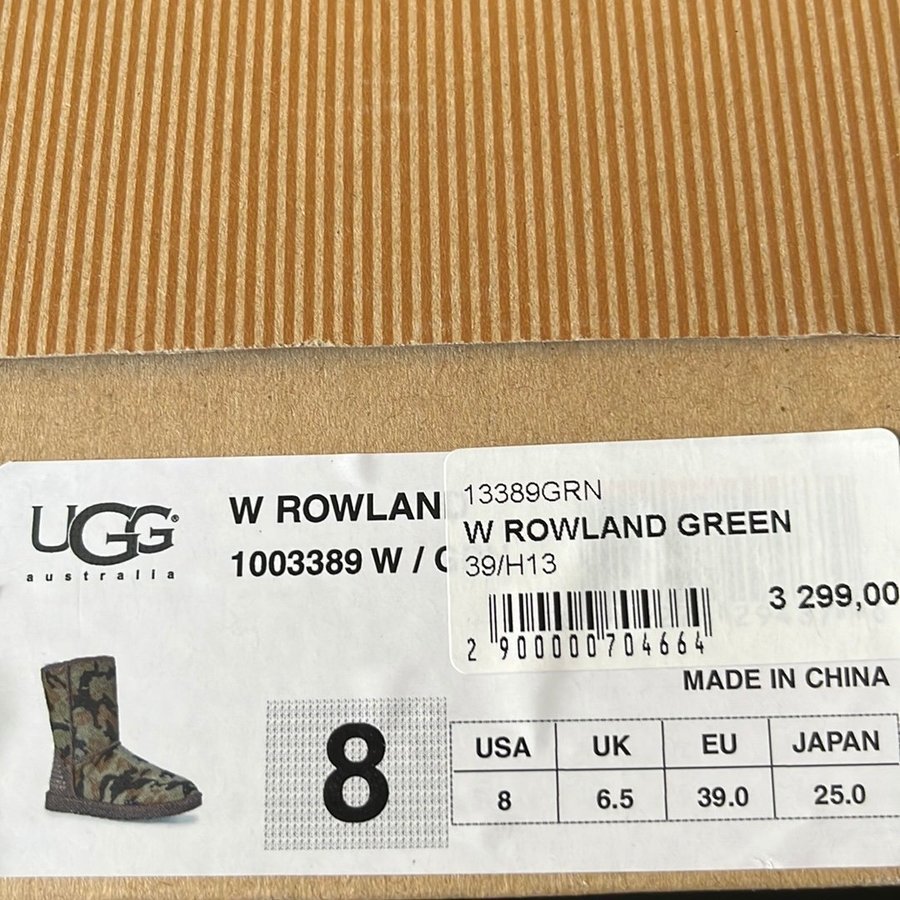 UGG®
australia
W ROWLAN
1003389 W /
13389GRN
W ROWLAND GREEN
39/H13
3 299,00
2 900000 704664
MADE IN CHINA
8
USA UK EU JAPAN
8 6.5 39.0 25.0